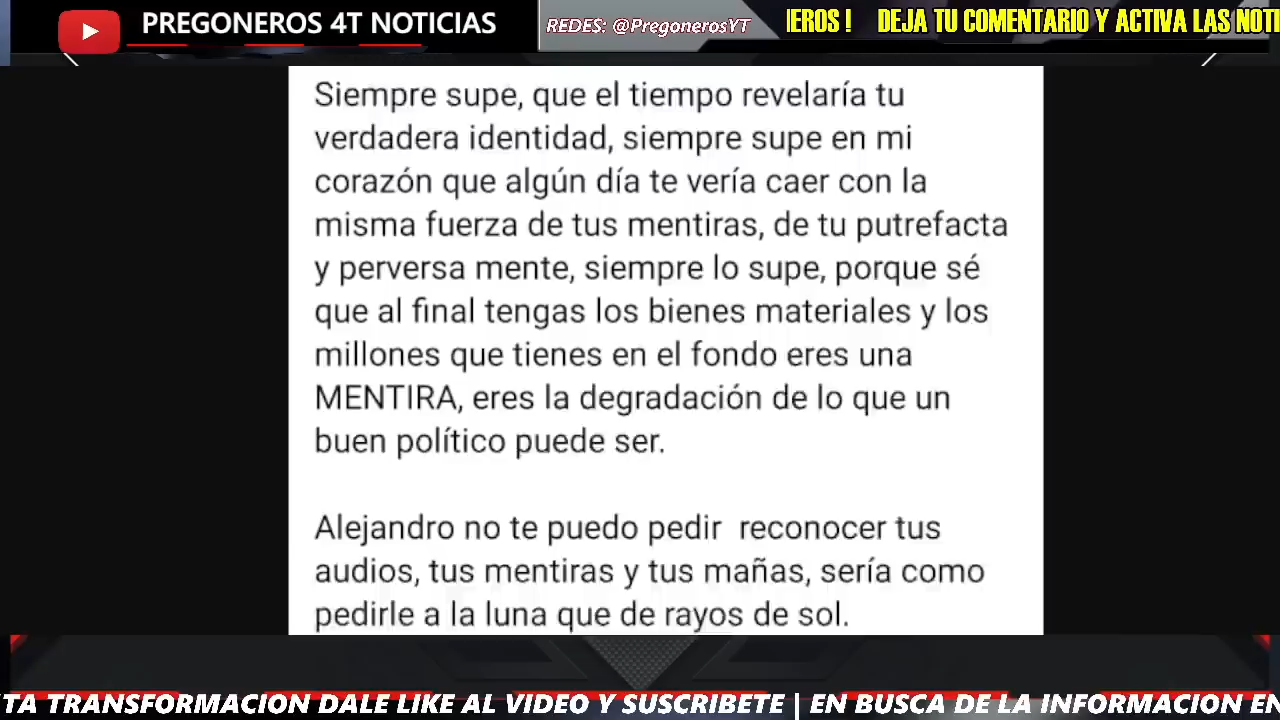 PREGONEROS 4T NOTICIAS
REDES: @PregonerosYT
IEROS ! DEJA TU COMENTARIO Y ACTIVA LAS NOTI
Siempre supe, que el tiempo revelaría tu
verdadera identidad, siempre supe en mi
corazón que algún día te vería caer con la
misma fuerza de tus mentiras, de tu putrefacta
y perversa mente, siempre lo supe, porque sé
que al final tengas los bienes materiales y los
millones que tienes en el fondo eres una
MENTIRA, eres la degradación de lo que un
buen político puede ser.
Alejandro no te puedo pedir reconocer tus
audios, tus mentiras y tus mañas, sería como
pedirle a la luna que de rayos de sol.
TA TRANSFORMACION DALE LIKE AL VIDEO Y SUSCRIBETE | EN BUSCA DE LA INFORMACION EN